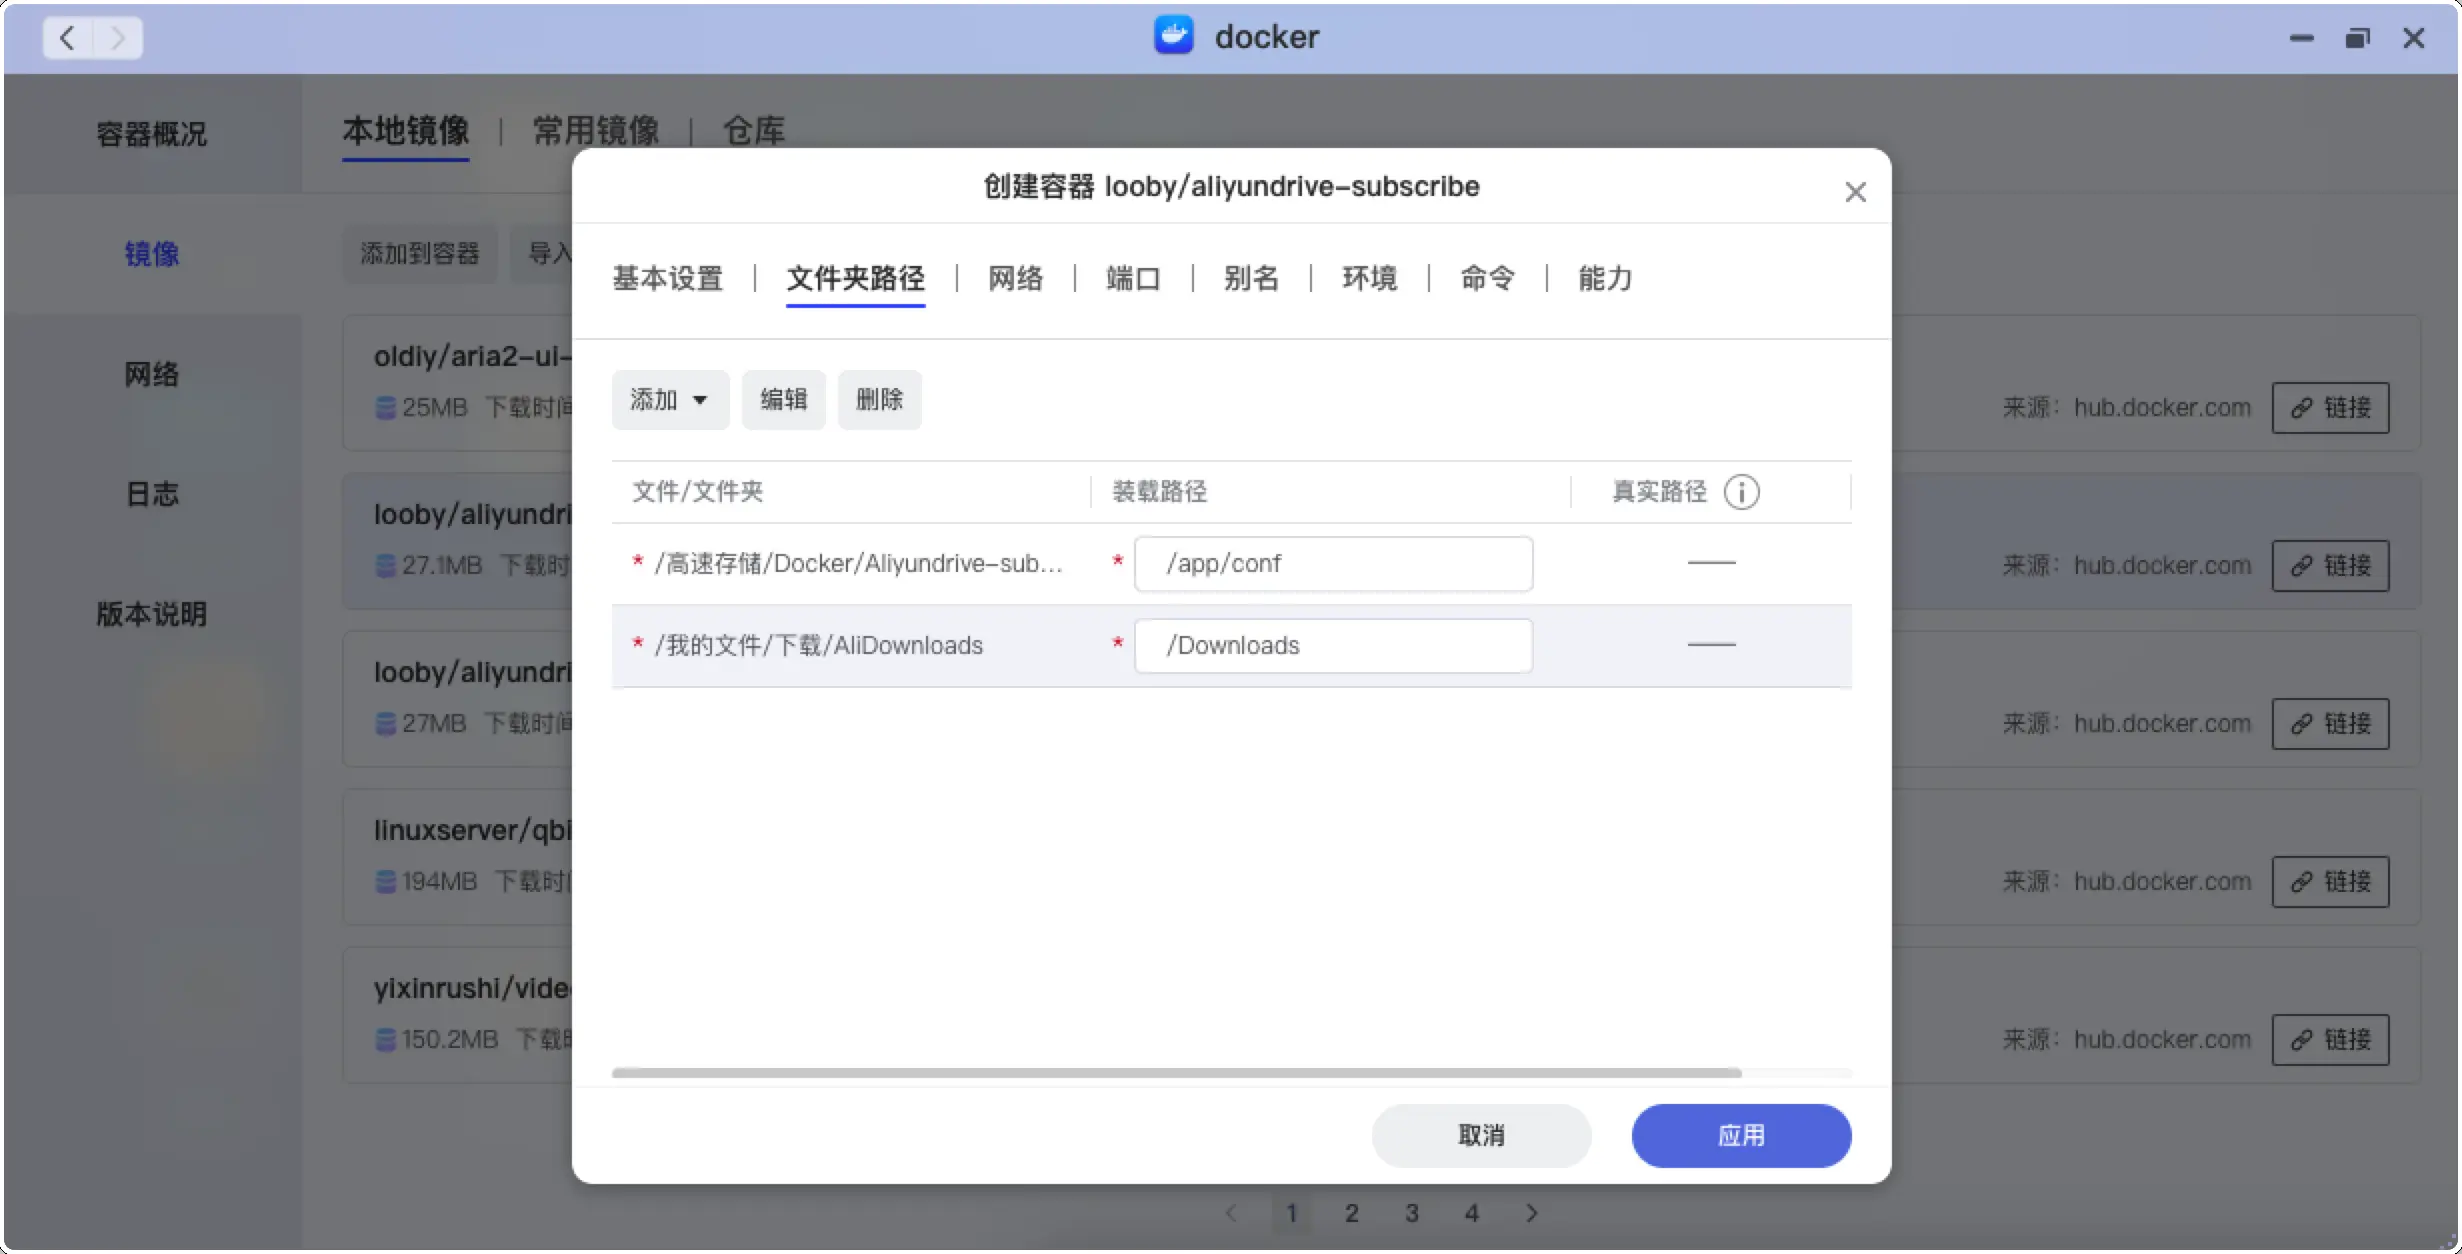 docker
容器概况
镜像
网络
日志
版本说明
本地镜像 | 常用镜像 | 仓库
添加到容器 导入
oldiy/aria2-ui-
25MB 下载时间
来源: hub.docker.com 链接
looby/aliyundri
27.1MB 下载时
来源: hub.docker.com 链接
looby/aliyundri
27MB 下载时间
来源: hub.docker.com 链接
linuxserver/qbi
194MB 下载时间
来源: hub.docker.com 链接
yixinrushi/vide
150.2MB 下载时
来源: hub.docker.com 链接
创建容器 looby/aliyundrive-subscribe
基本设置 | 文件夹路径 | 网络 | 端口 | 别名 | 环境 | 命令 | 能力
添加 编辑 删除
文件/文件夹 装载路径 真实路径
* /高速存储/Docker/Aliyundrive-sub... * /app/conf
* /我的文件/下载/AliDownloads * /Downloads
取消 应用
1 2 3 4